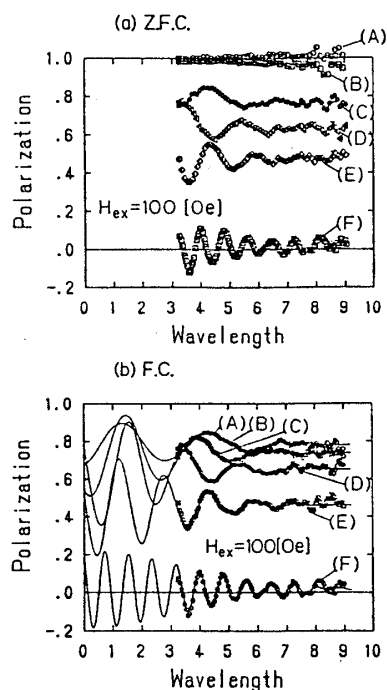 (a) Z.F.C.
(A)
1.0
(B)
.8
(C)
(D)
.6
.4
(E)
H ex =100 [Oe]
.2
(F)
.0
-.2
0 1 2 3 4 5 6 7 8 9 10
Wavelength
Polarization
(b) F.C.
1.0
(A)(B)
(C)
.8
.6
(D)
.4
(E)
.2
H ex =100[Oe]
(F)
.0
-.2
0 1 2 3 4 5 6 7 8 9 10
Wavelength
Polarization